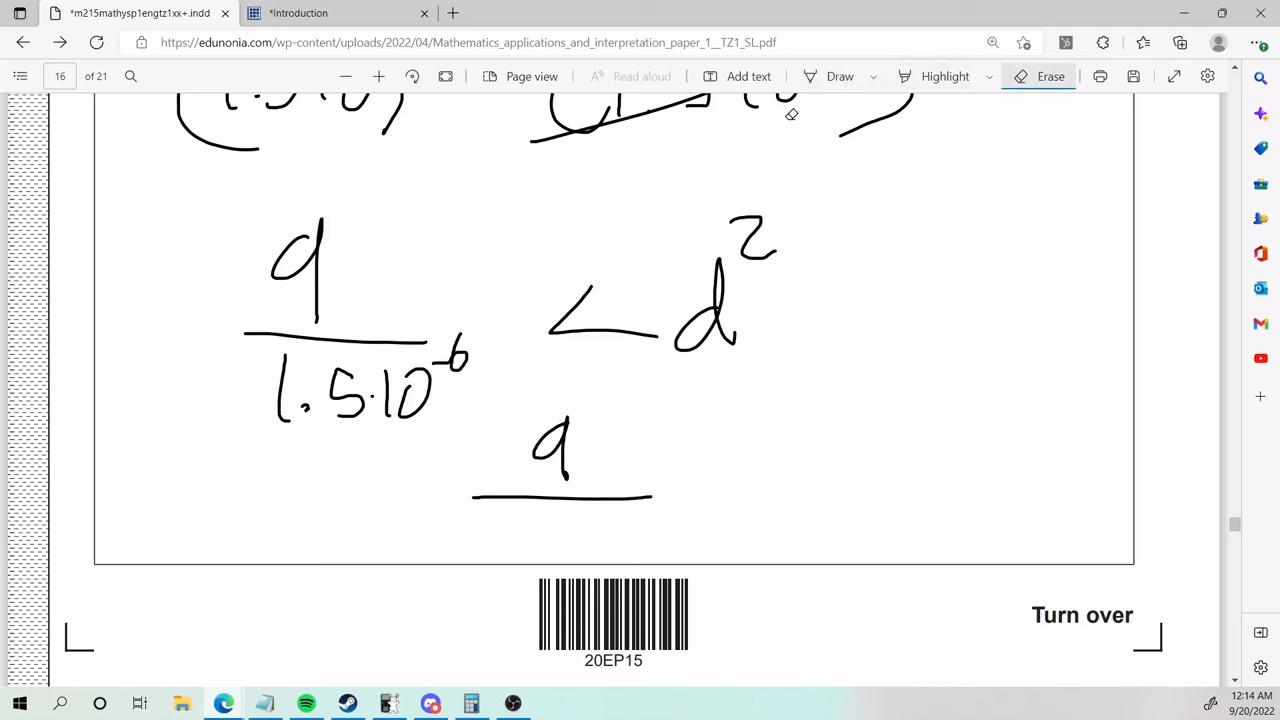 *m215mathysp1engtz1xx+.indd
*Introduction
https://edunonia.com/wp-content/uploads/2022/04/Mathematics_applications_and_interpretation_paper_1__TZ1_SL.pdf
16 of 21
Page view
Read aloud
Add text
Draw
Highlight
Erase
9 < d²
1.5·10⁻⁶
9
20EP15
Turn over
12:14 AM
9/20/2022